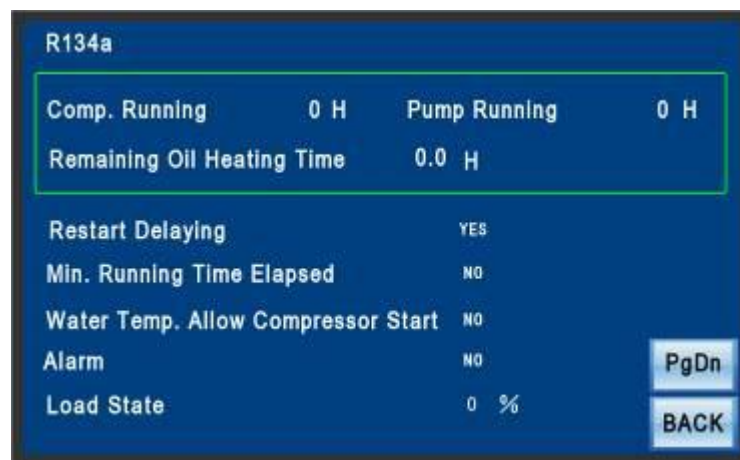 R134a
Comp. Running 0 H Pump Running 0 H
Remaining Oil Heating Time 0.0 H
Restart Delaying YES
Min. Running Time Elapsed NO
Water Temp. Allow Compressor Start NO
Alarm NO
PgDn
Load State 0 %
BACK